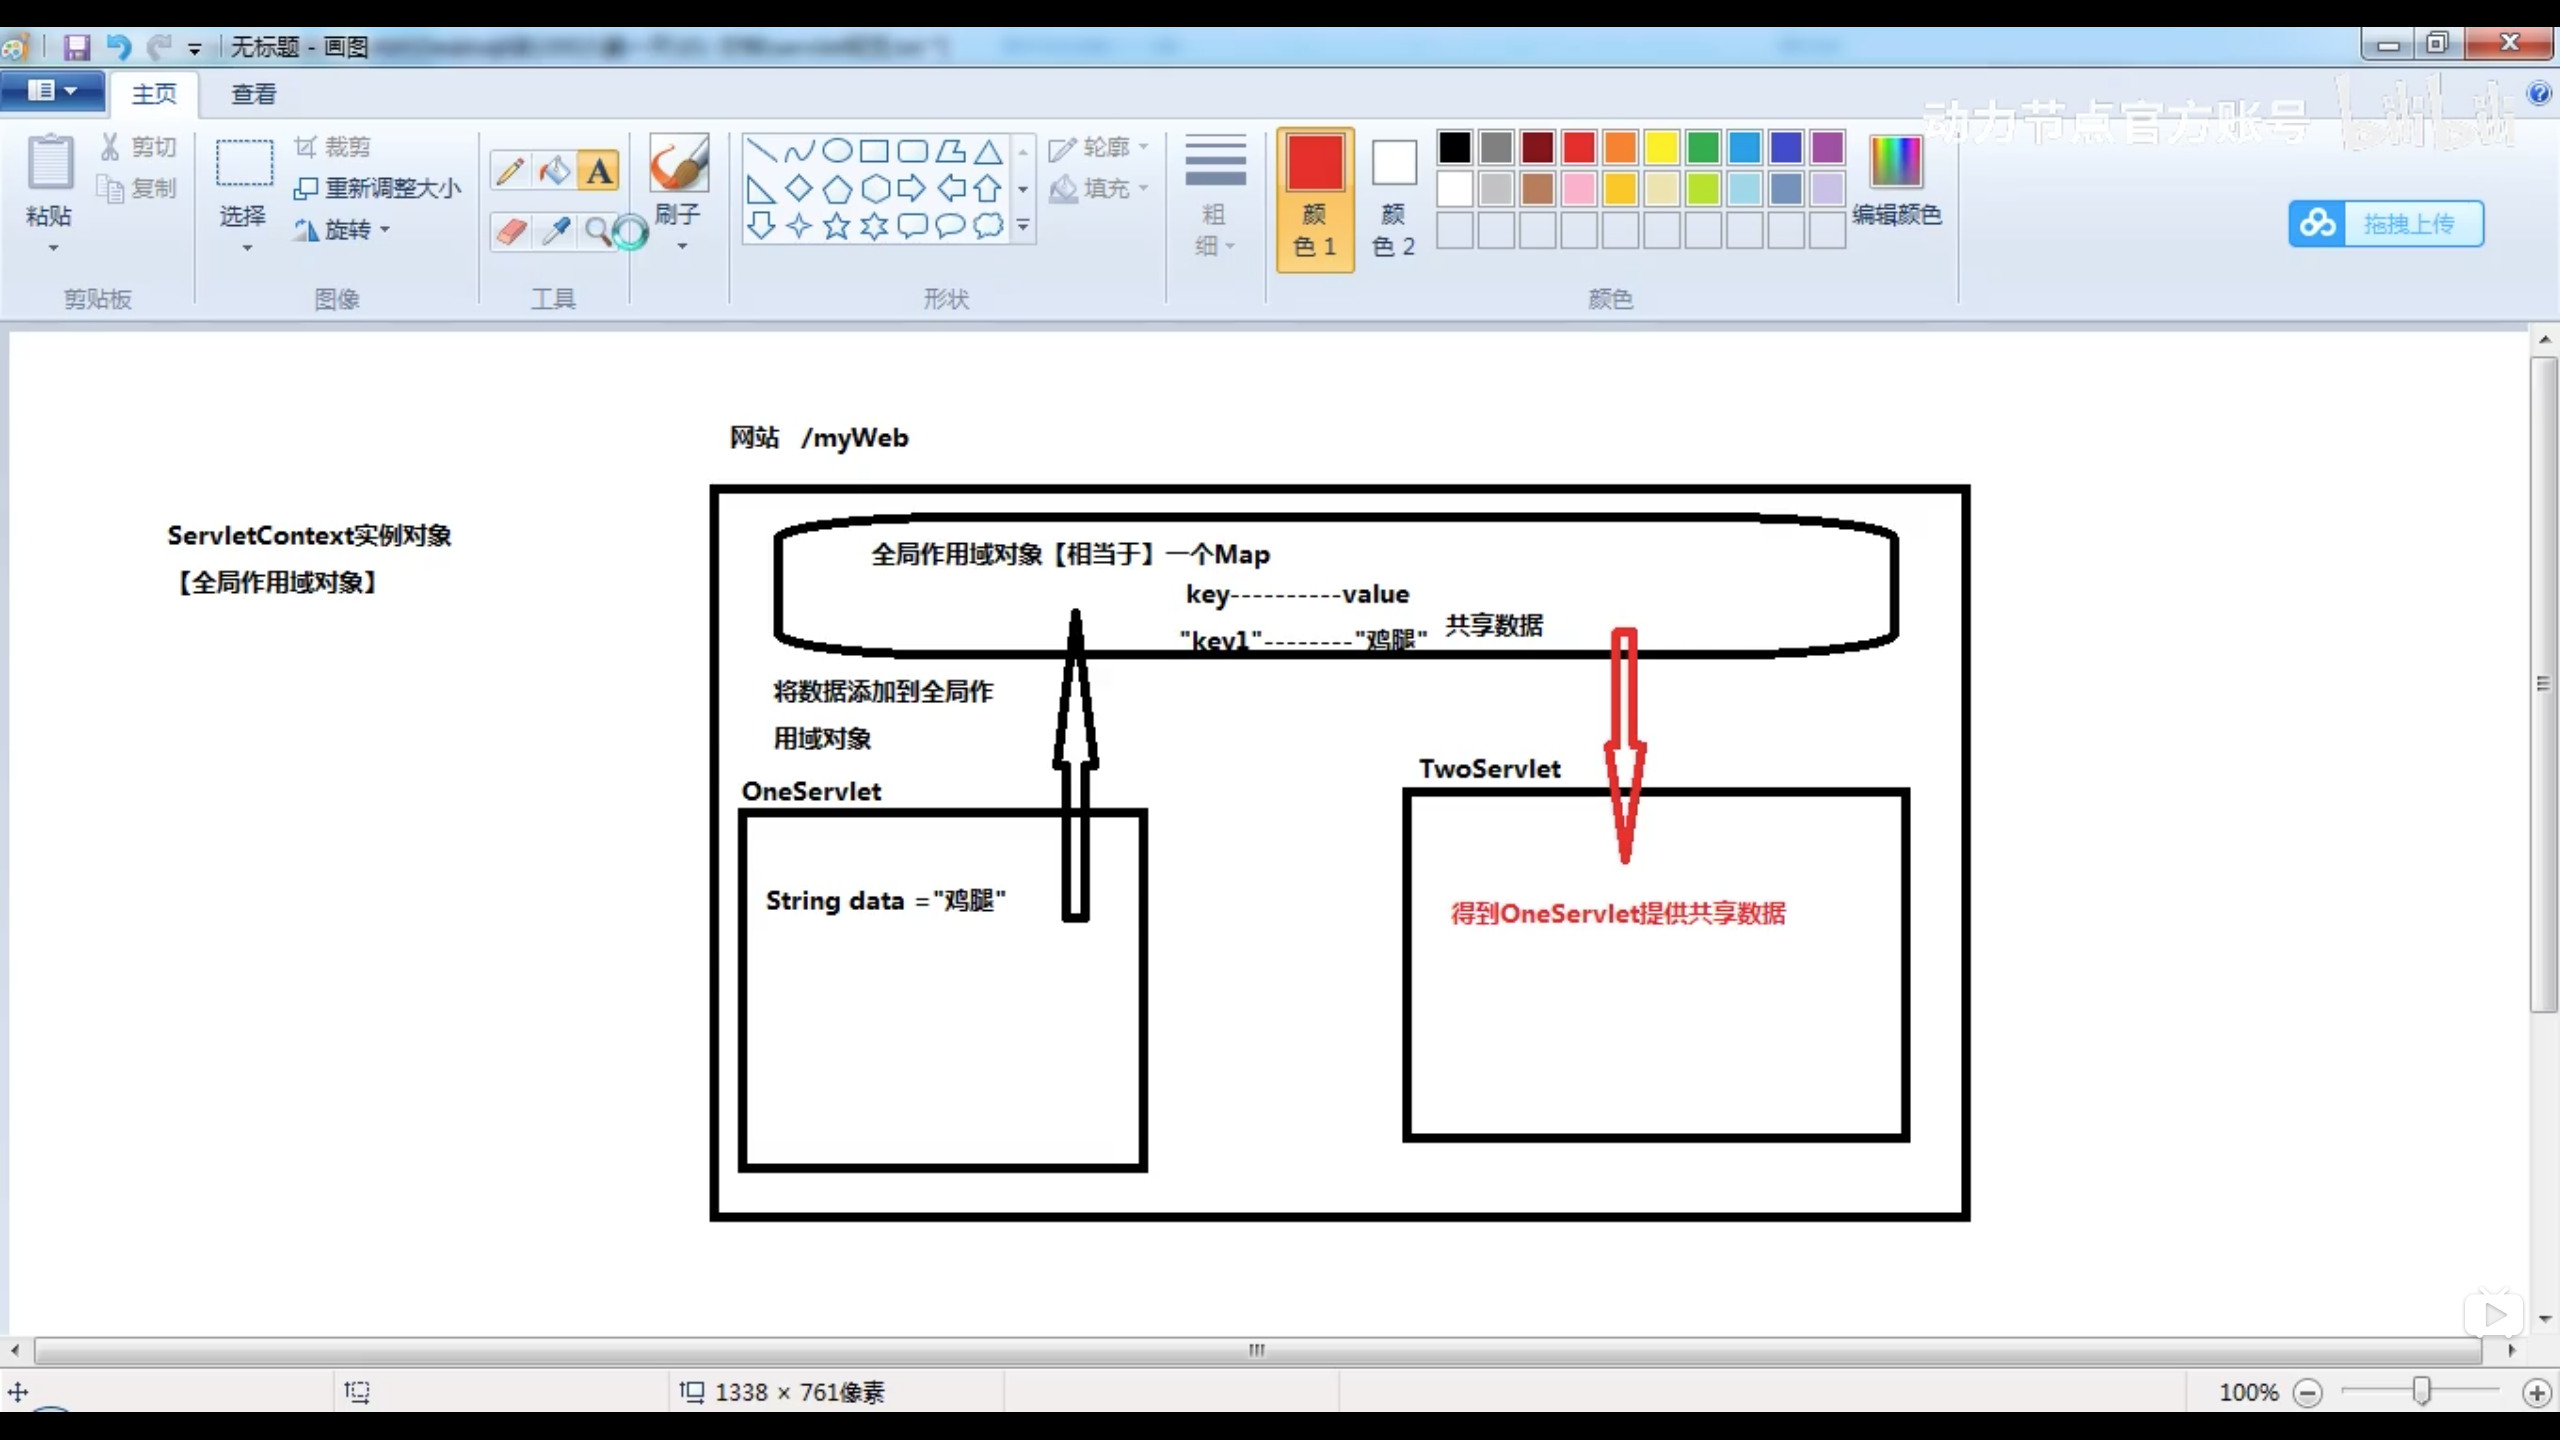 无标题 - 画图
主页
查看
动力节点官方账号
bilibili
剪切
复制
粘贴
裁剪
重新调整大小
旋转
选择
A
刷子
轮廓
填充
粗
细
颜
色 1
颜
色 2
编辑颜色
拖拽上传
剪贴板
图像
工具
形状
颜色
网站 /myWeb
ServletContext实例对象
【全局作用域对象】
全局作用域对象【相当于】一个Map
key----------value
"key1"--------"鸡腿"
共享数据
将数据添加到全局作
用域对象
OneServlet
TwoServlet
String data ="鸡腿"
得到OneServlet提供共享数据
1338 × 761像素
100%